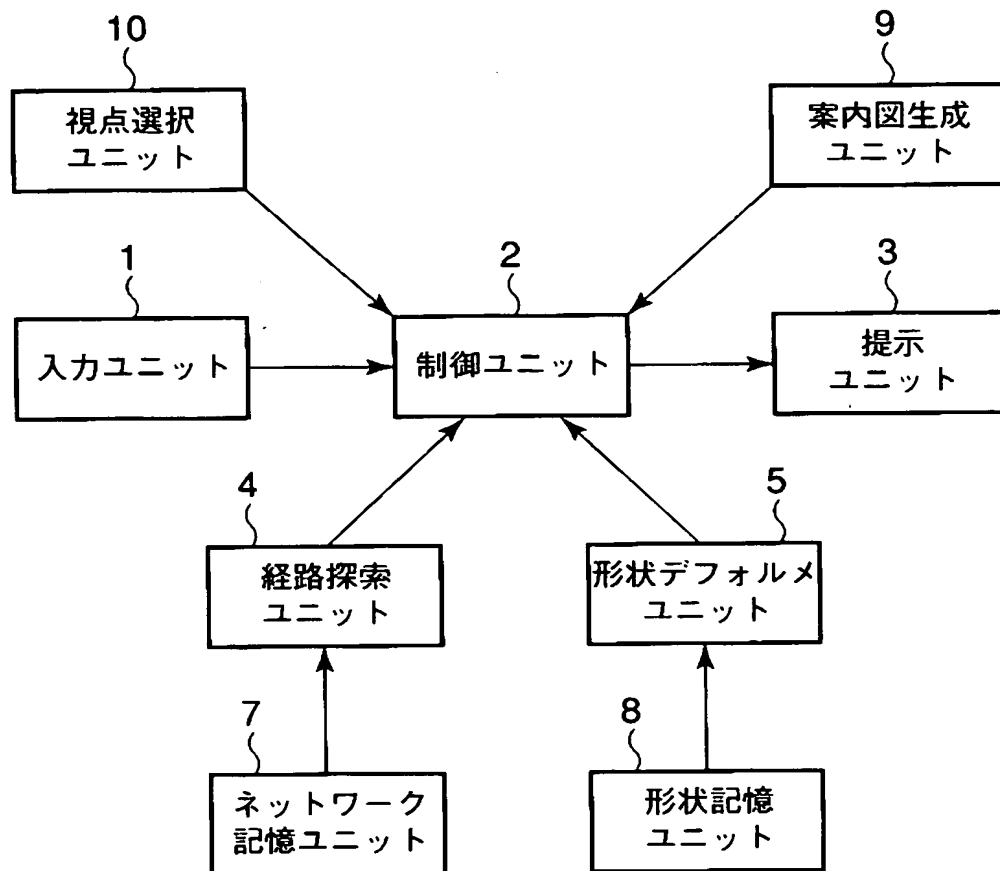 10
視点選択
ユニット
9
案内図生成
ユニット
1
入力ユニット
2
制御ユニット
3
提示
ユニット
4
経路探索
ユニット
5
形状デフォルメ
ユニット
7
ネットワーク
記憶ユニット
8
形状記憶
ユニット